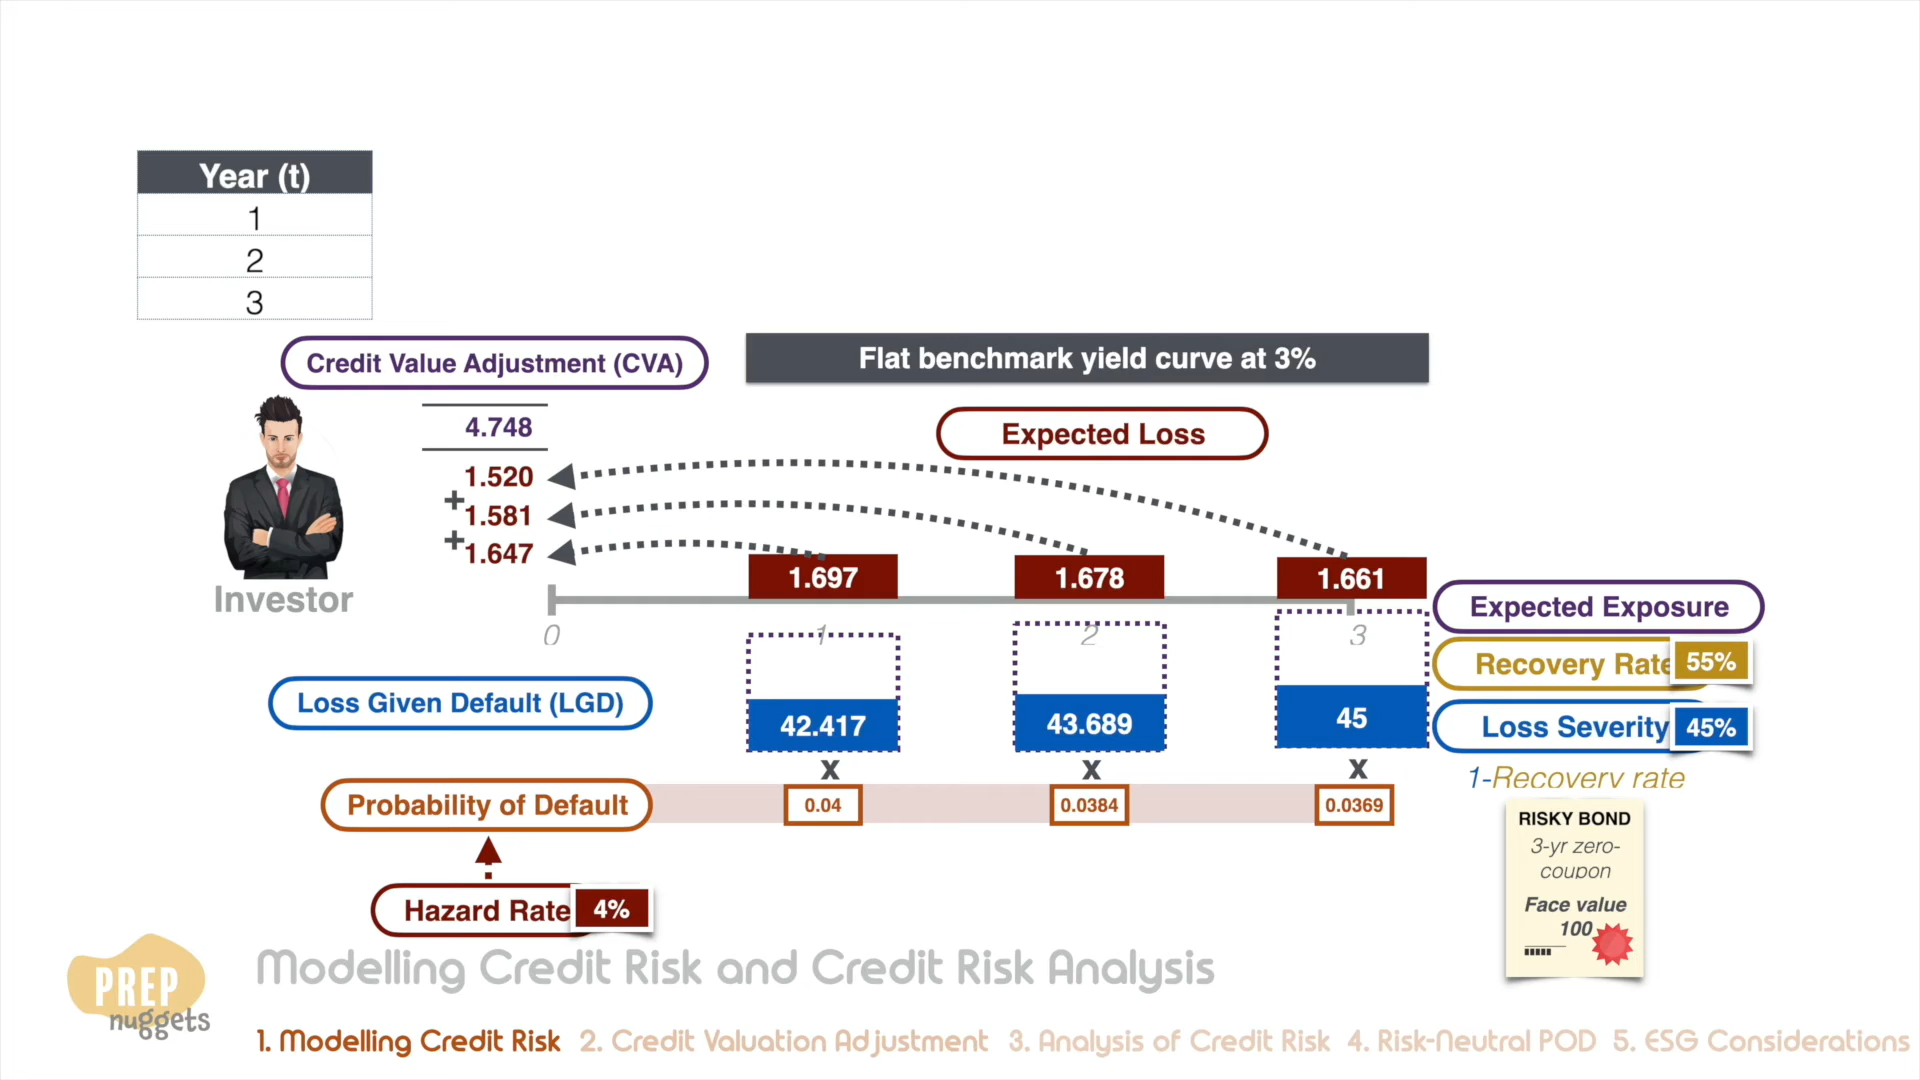 Year (t)
1
2
3
Credit Value Adjustment (CVA)
Flat benchmark yield curve at 3%
4.748
Expected Loss
1.520
+
1.581
+
1.647
1.697
1.678
1.661
Investor
0
1
2
3
Expected Exposure
Recovery Rate
55%
Loss Given Default (LGD)
42.417
43.689
45
Loss Severity
45%
x
x
x
1-Recovery rate
Probability of Default
0.04
0.0384
0.0369
RISKY BOND
3-yr zero-
coupon
Face value
100
Hazard Rate
4%
PREP
nuggets
Modelling Credit Risk and Credit Risk Analysis
1. Modelling Credit Risk 2. Credit Valuation Adjustment 3. Analysis of Credit Risk 4. Risk-Neutral POD 5. ESG Considerations